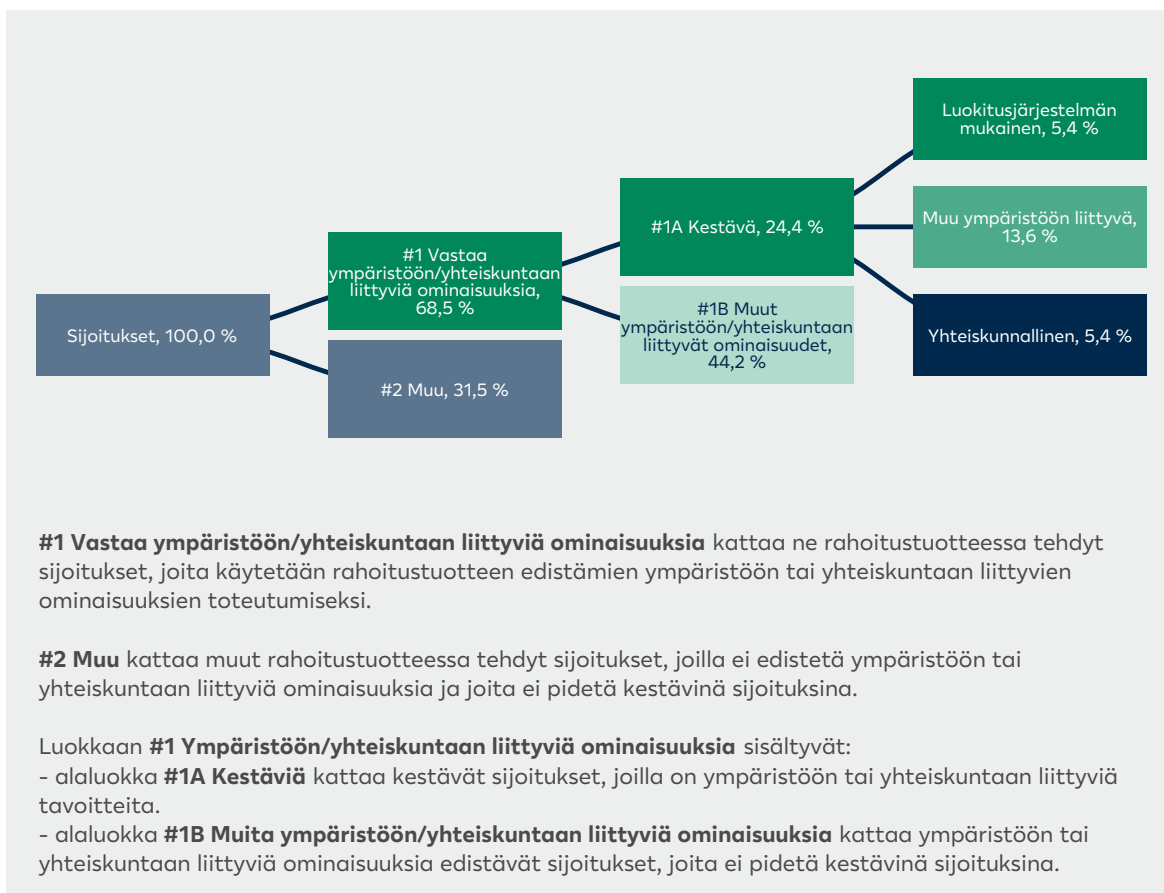 Luokitusjärjestelmän
mukainen, 5,4 %
#1A Kestävä, 24,4 %
Muu ympäristöön liittyvä,
13,6 %
#1 Vastaa
ympäristöön/yhteiskuntaan
liittyviä ominaisuuksia,
68,5 %
Sijoitukset, 100,0 %
#1B Muut
ympäristöön/yhteiskuntaan
liittyvät ominaisuudet,
44,2 %
Yhteiskunnallinen, 5,4 %
#2 Muu, 31,5 %
#1 Vastaa ympäristöön/yhteiskuntaan liittyviä ominaisuuksia kattaa ne rahoitustuotteessa tehdyt
sijoitukset, joita käytetään rahoitustuotteen edistämien ympäristöön tai yhteiskuntaan liittyvien
ominaisuuksien toteutumiseksi.
#2 Muu kattaa muut rahoitustuotteessa tehdyt sijoitukset, joilla ei edistetä ympäristöön tai
yhteiskuntaan liittyviä ominaisuuksia ja joita ei pidetä kestävinä sijoituksina.
Luokkaan #1 Ympäristöön/yhteiskuntaan liittyviä ominaisuuksia sisältyvät:
- alaluokka #1A Kestäviä kattaa kestävät sijoitukset, joilla on ympäristöön tai yhteiskuntaan liittyviä
tavoitteita.
- alaluokka #1B Muita ympäristöön/yhteiskuntaan liittyviä ominaisuuksia kattaa ympäristöön tai
yhteiskuntaan liittyviä ominaisuuksia edistävät sijoitukset, joita ei pidetä kestävinä sijoituksina.